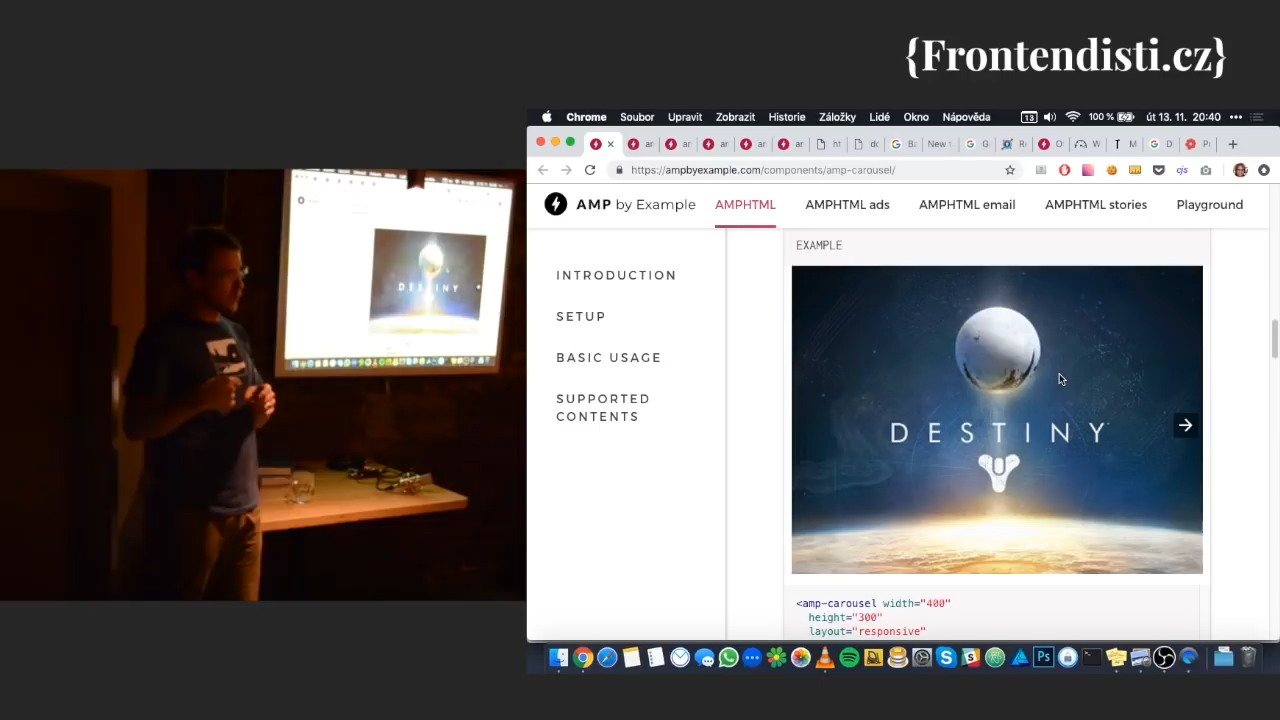 {Frontendisti.cz}
Chrome Soubor Upravit Zobrazit Historie Záložky Lidé Okno Nápověda 13 100 % út 13. 11. 20:40
https://ampbyexample.com/components/amp-carousel/
AMP by Example AMPHTML AMPHTML ads AMPHTML email AMPHTML stories Playground
INTRODUCTION
SETUP
BASIC USAGE
SUPPORTED
CONTENTS
EXAMPLE
DESTINY
<amp-carousel width="400"
height="300"
layout="responsive"
DESTINY